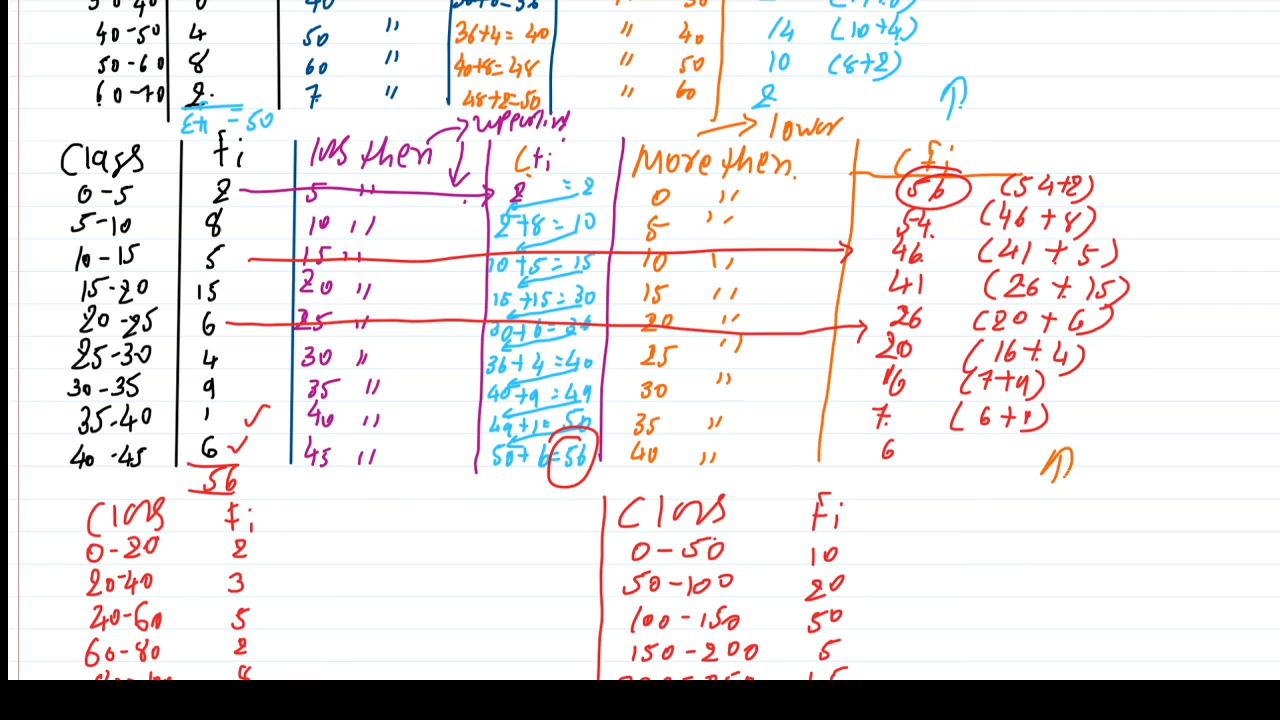 40-50 4 50 " 36+4=40 " 40 14 (10+4)
50-60 8 60 " 40+8=48 " 50 10 (8+2)
60-70 2 7 " 48+2=50 " 60 2
= 50
Class fi less then Cfi More then lower Cfi
0-5 2 5 " 2 = 2 0 " 56 (54+2)
5-10 8 10 " 2+8=10 5 " 54 (46+8)
10-15 5 15 " 10+5=15 10 " 46 (41+5)
15-20 15 20 " 15+15=30 15 " 41 (26+15)
20-25 6 25 " 30+6=36 20 " 26 (20+6)
25-30 4 30 " 36+4=40 25 " 20 (16+4)
30-35 9 35 " 40+9=49 30 " 16 (7+9)
35-40 1 40 " 49+1=50 35 " 7 (6+1)
40-45 6 45 " 50+6=56 40 " 6
56
Class Fi Class Fi
0-20 2 0-50 10
20-40 3 50-100 20
40-60 5 100-150 50
60-80 2 150-200 5